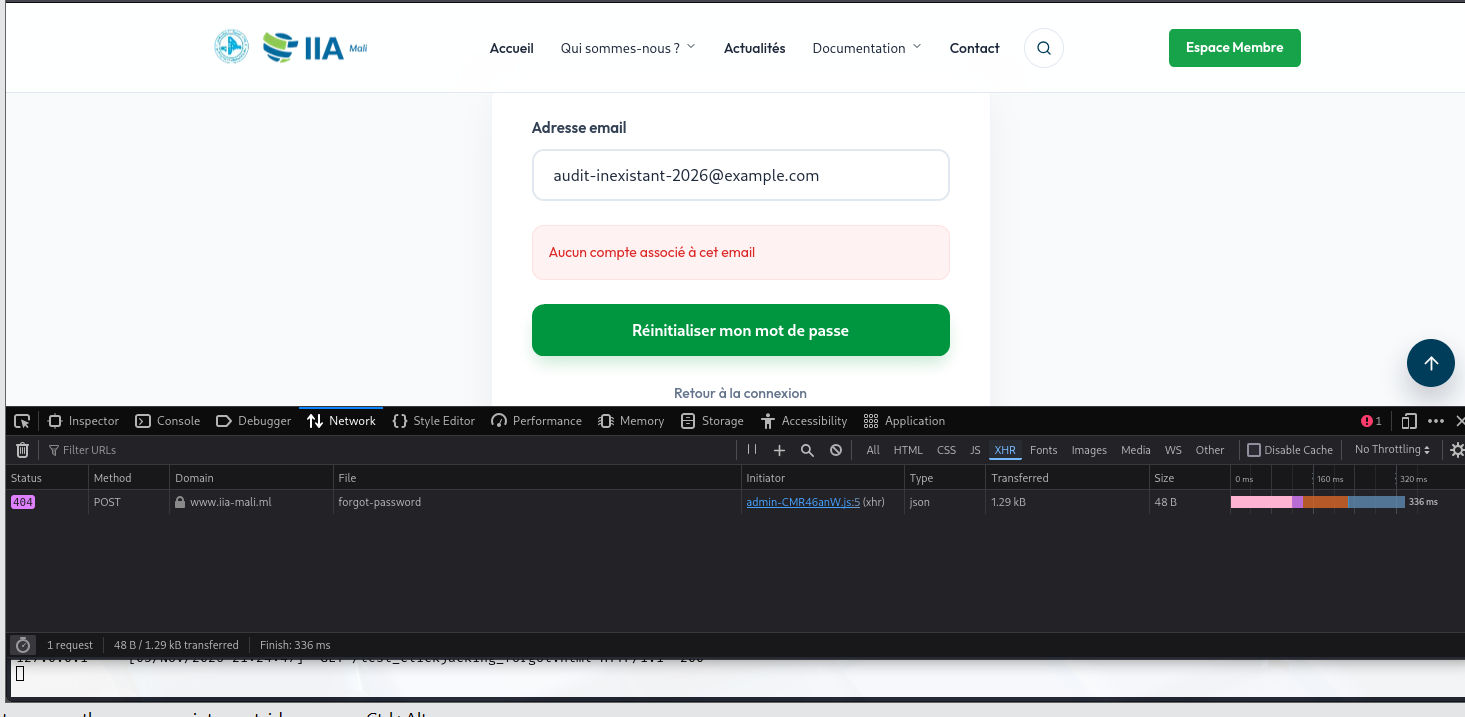 IIA Mali Accueil Qui sommes-nous ? Actualités Documentation Contact Espace Membre
Adresse email
audit-inexistant-2026@example.com
Aucun compte associé à cet email
Réinitialiser mon mot de passe
Retour à la connexion
Inspector Console Debugger Network Style Editor Performance Memory Storage Accessibility Application 1
Filter URLs All HTML CSS JS XHR Fonts Images Media WS Other Disable Cache No Throttling
Status Method Domain File Initiator Type Transferred Size 0 ms 160 ms 320 ms
404 POST www.iia-mali.ml forgot-password admin-CMR46anW.js:5 (xhr) json 1.29 kB 48 B 336 ms
1 request 48 B / 1.29 kB transferred Finish: 336 ms